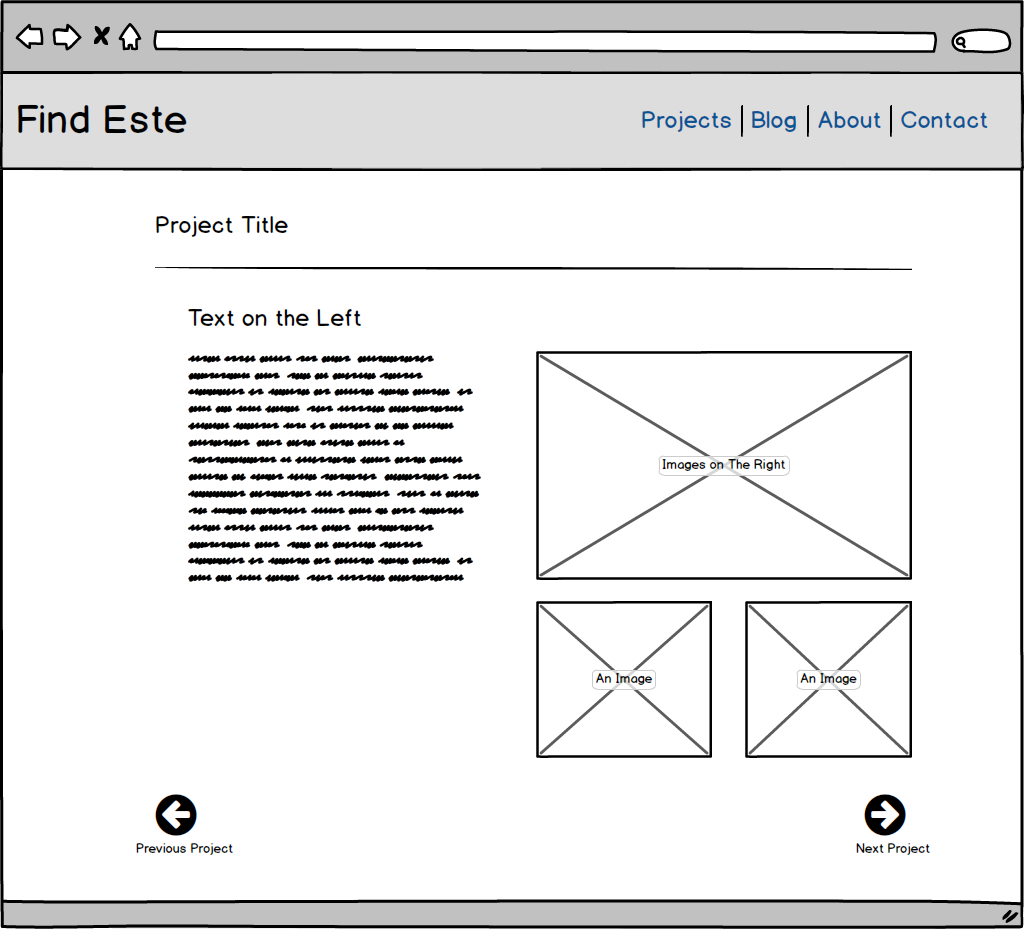 Find Este
Projects
Blog
About
Contact
Project Title
Text on the Left
Images on The Right
An Image
An Image
Previous Project
Next Project